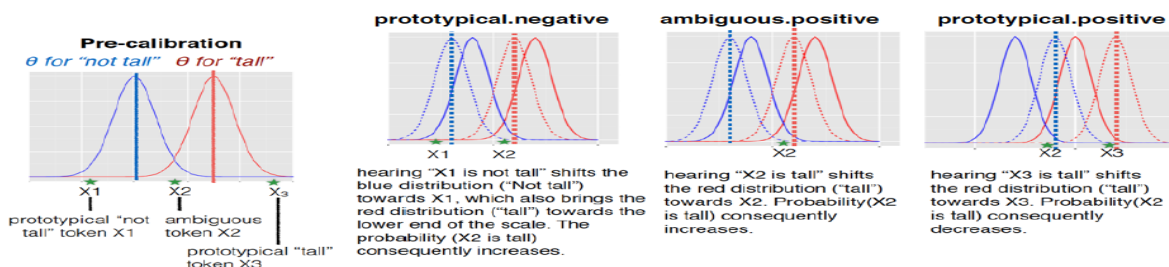 Pre-calibration
θ for "not tall" θ for "tall"
X1 X2 X3
prototypical "not
tall" token X1
ambiguous
token X2
prototypical "tall"
token X3
prototypical.negative
X1 X2
hearing "X1 is not tall" shifts the
blue distribution ("Not tall")
towards X1, which also brings the
red distribution ("tall") towards the
lower end of the scale. The
probability (X2 is tall)
consequently increases.
ambiguous.positive
X2
hearing "X2 is tall" shifts
the red distribution ("tall")
towards X2. Probability(X2
is tall) consequently
increases.
prototypical.positive
X2 X3
hearing "X3 is tall" shifts
the red distribution ("tall")
towards X3. Probability(X2
is tall) consequently
decreases.